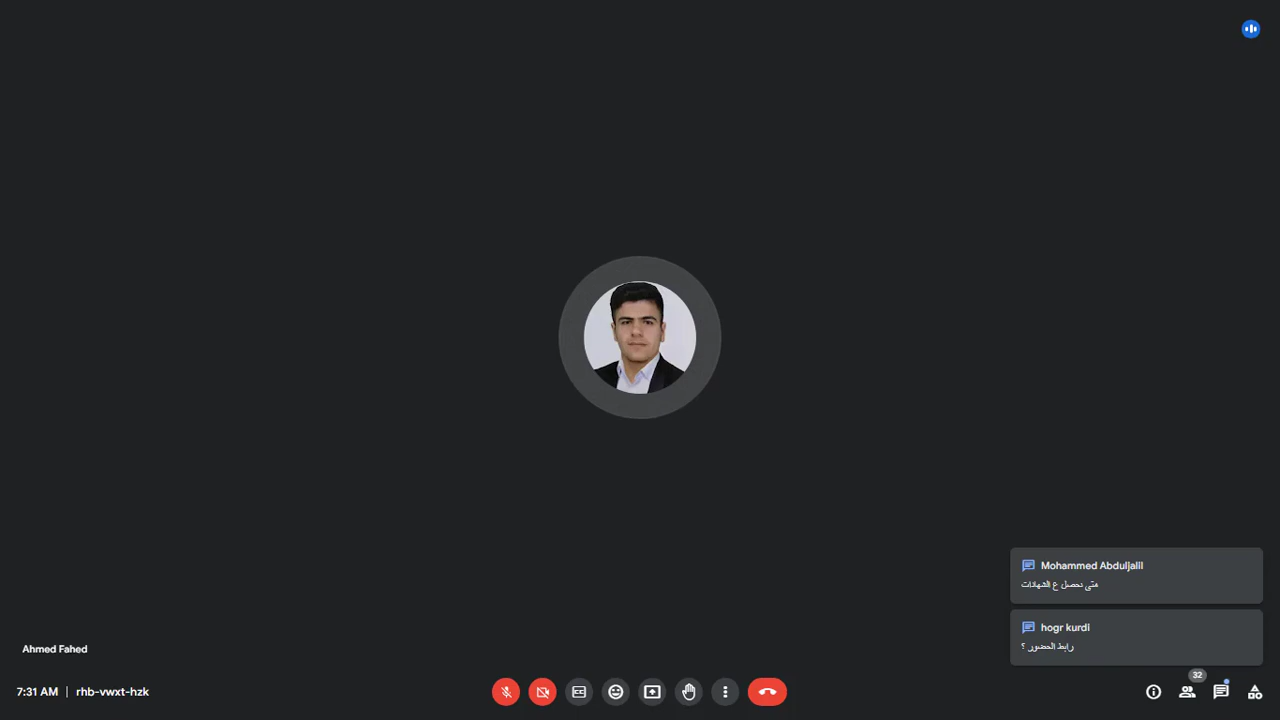 Mohammed Abduljalil
متى نحصل ع الشهادات
hogr kurdi
رابط الحضور ؟
Ahmed Fahed
32
7:31 AM | rhb-vwxt-hzk